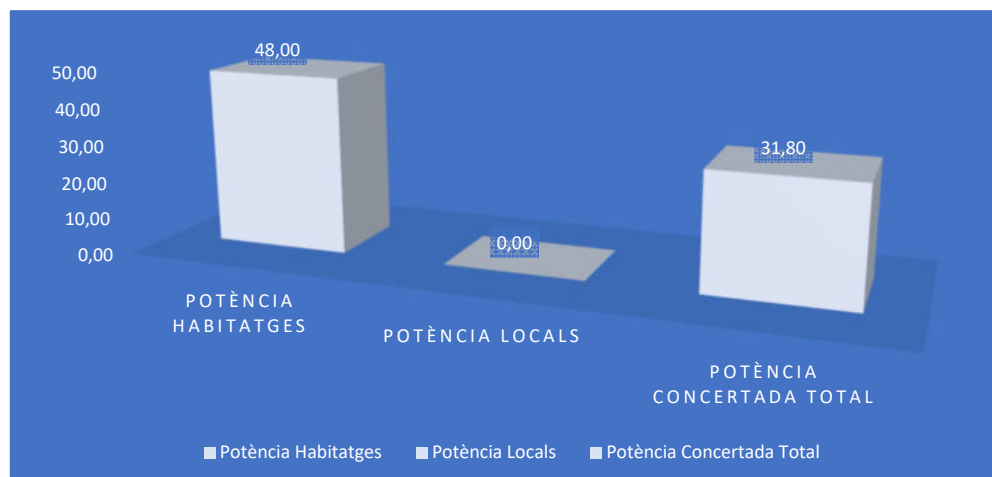 48,00
50,00
40,00
30,00
20,00
10,00
0,00
0,00
31,80
POTÈNCIA
HABITATGES
POTÈNCIA LOCALS
POTÈNCIA
CONCERTADA TOTAL
Potència Habitatges
Potència Locals
Potència Concertada Total